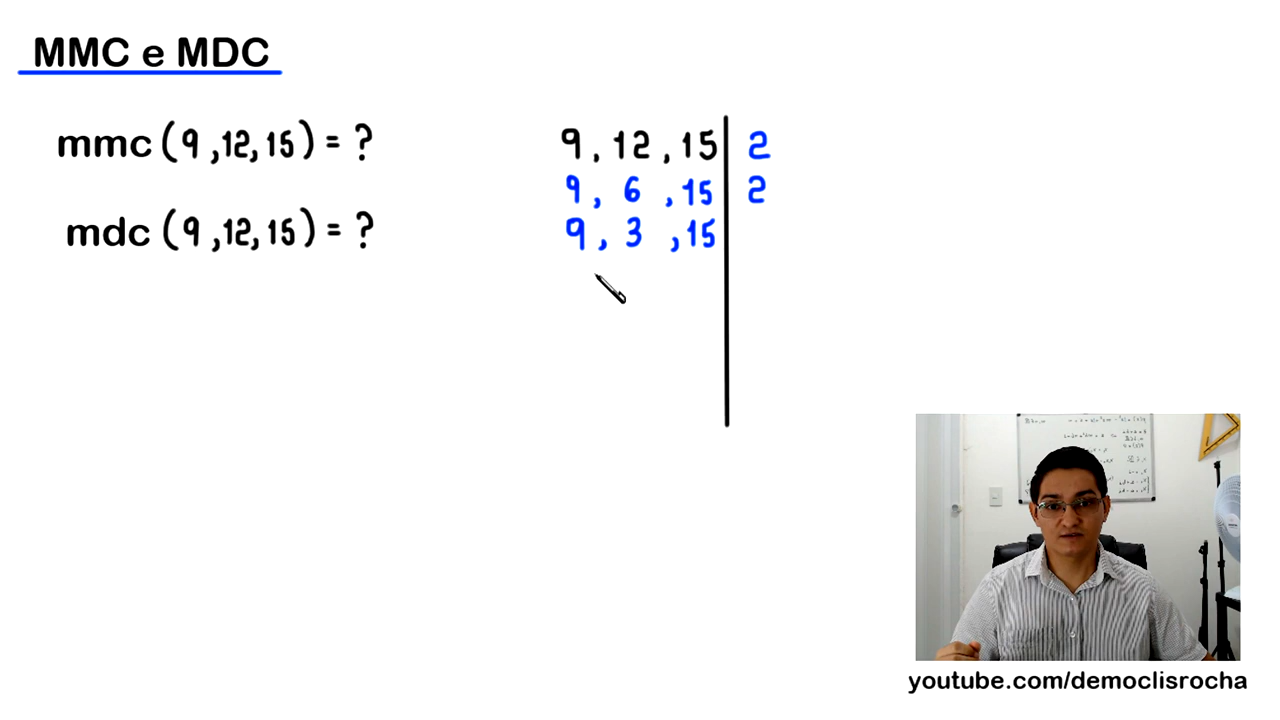 MMC e MDC
mmc (9,12,15) = ?
mdc (9,12,15) = ?
9, 12, 15 | 2
9, 6, 15 | 2
9, 3, 15 |
youtube.com/democlisrocha